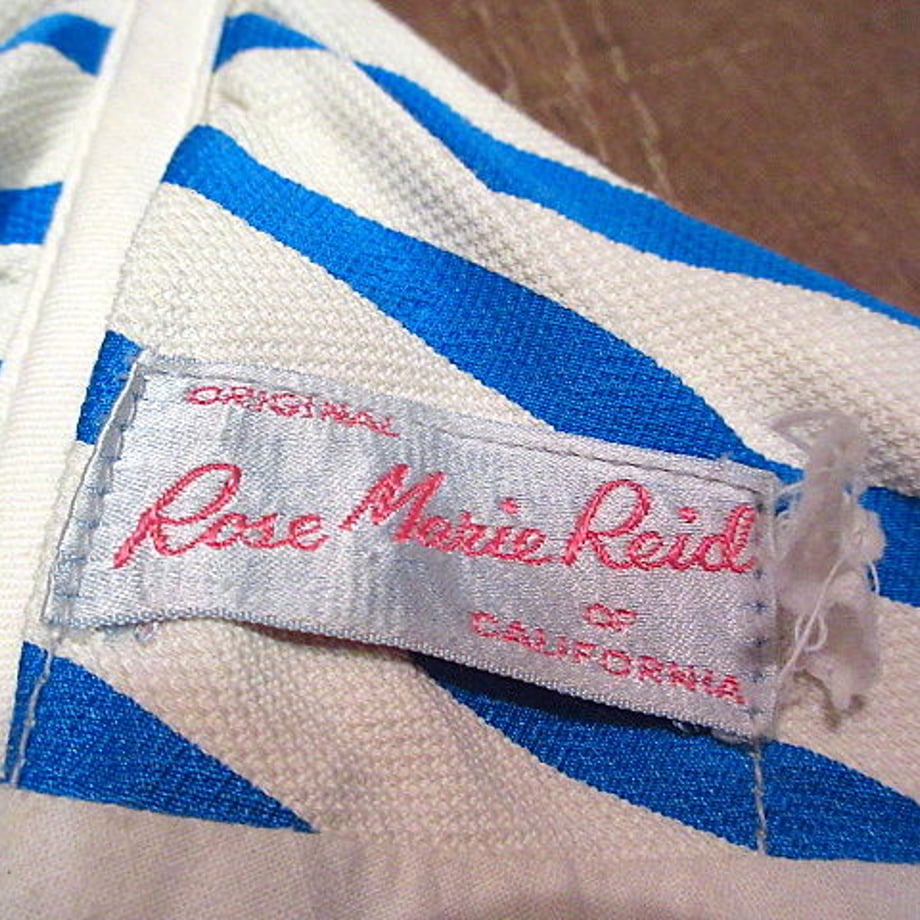 ORIGINAL
Rose Marie Reid
OF
CALIFORNIA